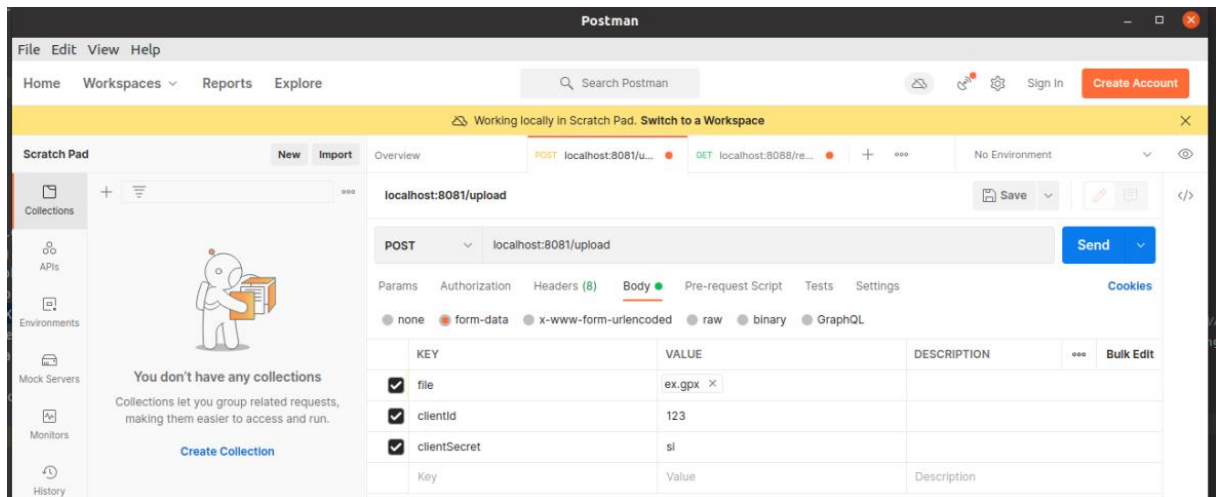 Postman
File Edit View Help
Home Workspaces Reports Explore Search Postman Sign In Create Account
Working locally in Scratch Pad. Switch to a Workspace
Scratch Pad New Import
Overview POST localhost:8081/u... GET localhost:8088/re... No Environment
Collections
APIs
Environments
Mock Servers
Monitors
History
You don't have any collections
Collections let you group related requests,
making them easier to access and run.
Create Collection
localhost:8081/upload Save
POST localhost:8081/upload Send
Params Authorization Headers (8) Body Pre-request Script Tests Settings Cookies
none form-data x-www-form-urlencoded raw binary GraphQL
KEY VALUE DESCRIPTION Bulk Edit
file ex.gpx
clientId 123
clientSecret si
Key Value Description